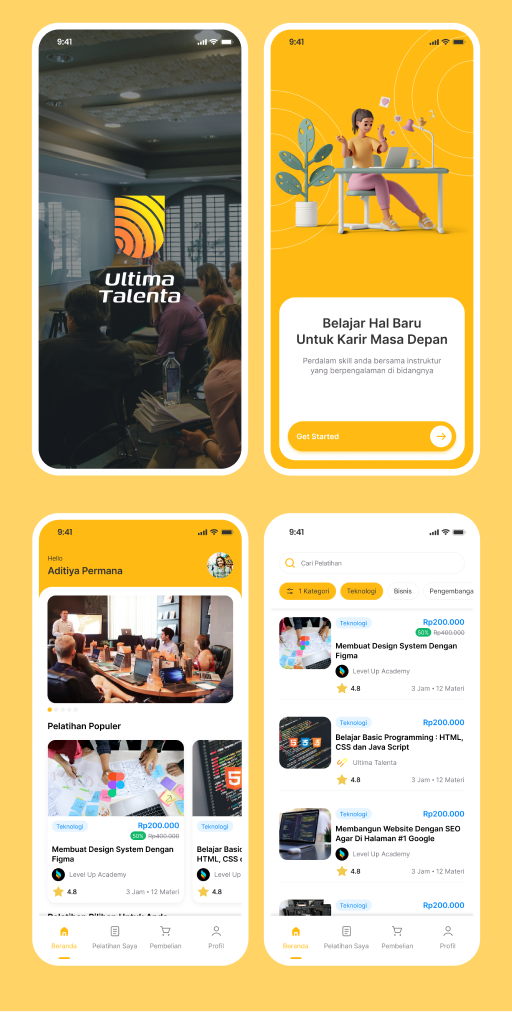 9:41
Ultima
Talenta
9:41
Belajar Hal Baru
Untuk Karir Masa Depan
Perdalam skill anda bersama instruktur
yang berpengalaman di bidangnya
Get Started
9:41
Hello
Aditiya Permana
Pelatihan Populer
Teknologi
Rp200.000
50% Rp400.000
Membuat Design System Dengan
Figma
Level Up Academy
4.8
3 Jam • 12 Materi
5
Teknologi
Belajar Basic
HTML, CSS
Level Up
4.8
Beranda
Pelatihan Saya
Pembelian
Profil
9:41
Cari Pelatihan
1 Kategori
Teknologi
Bisnis
Pengembanga
Teknologi
Rp200.000
50% Rp400.000
Membuat Design System Dengan
Figma
Level Up Academy
4.8
3 Jam • 12 Materi
Teknologi
Rp200.000
Belajar Basic Programming : HTML,
CSS dan Java Script
Ultima Talenta
4.8
3 Jam • 12 Materi
Teknologi
Rp200.000
Membangun Website Dengan SEO
Agar Di Halaman #1 Google
Level Up Academy
4.8
3 Jam • 12 Materi
Teknologi
Rp200.000
Beranda
Pelatihan Saya
Pembelian
Profil